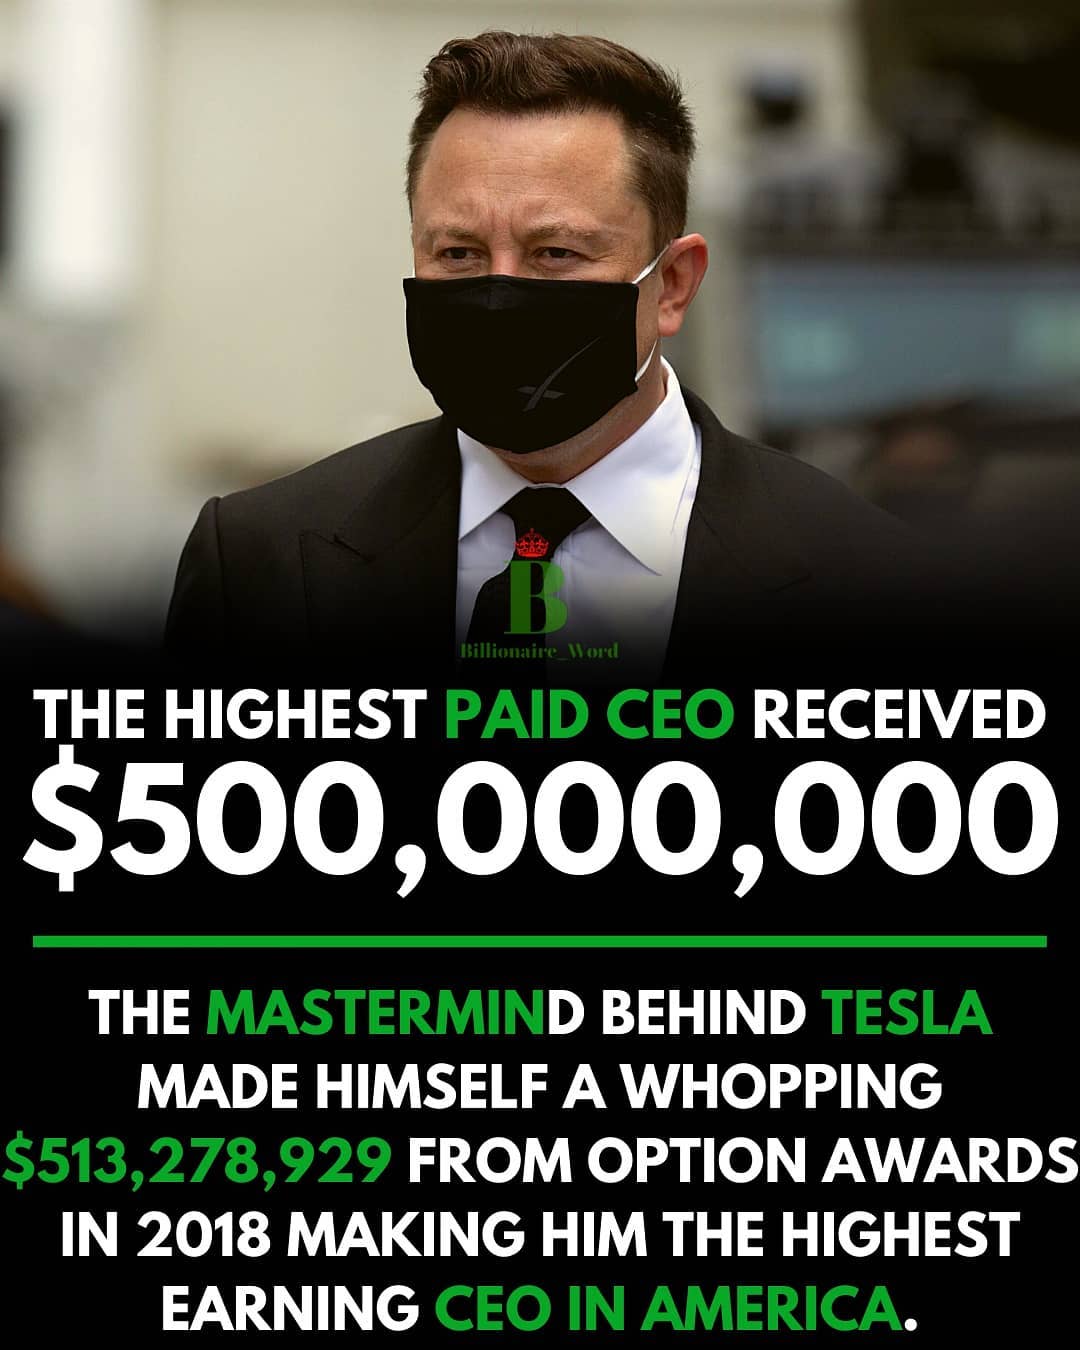 B
Billionaire_Word
THE HIGHEST PAID CEO RECEIVED
$500,000,000
THE MASTERMIND BEHIND TESLA
MADE HIMSELF A WHOPPING
$513,278,929 FROM OPTION AWARDS
IN 2018 MAKING HIM THE HIGHEST
EARNING CEO IN AMERICA.